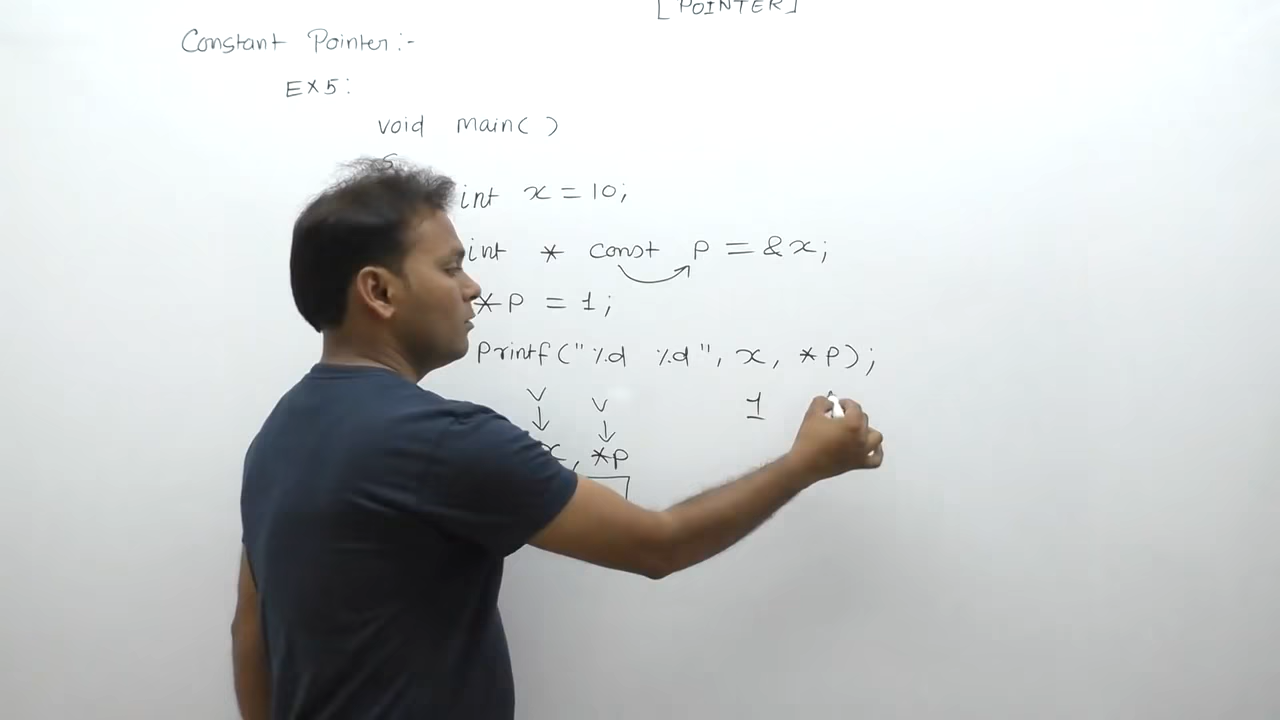 [POINTER]
Constant Pointer:-
EX5:
void main( )
int x = 10;
int * const p = &x;
*p = 1;
Printf("%d %d", x, *p);
1
x, *p